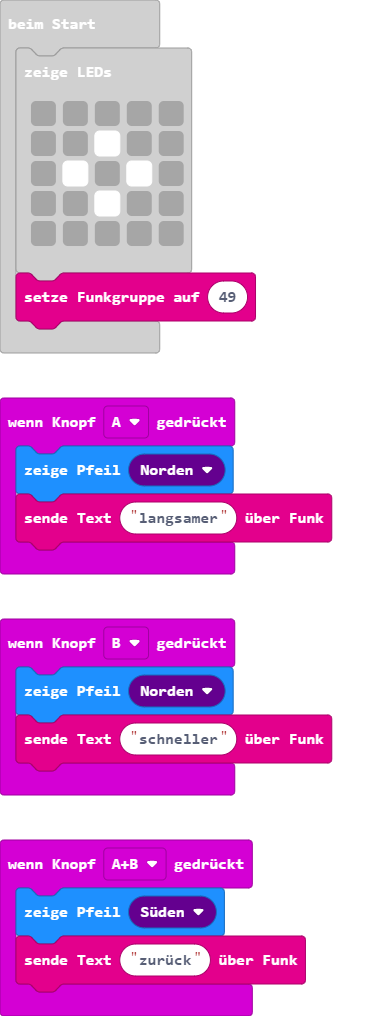 beim Start
zeige LEDs
setze Funkgruppe auf 49
wenn Knopf A gedrückt
zeige Pfeil Norden
sende Text "langsamer" über Funk
wenn Knopf B gedrückt
zeige Pfeil Norden
sende Text "schneller" über Funk
wenn Knopf A+B gedrückt
zeige Pfeil Süden
sende Text "zurück" über Funk